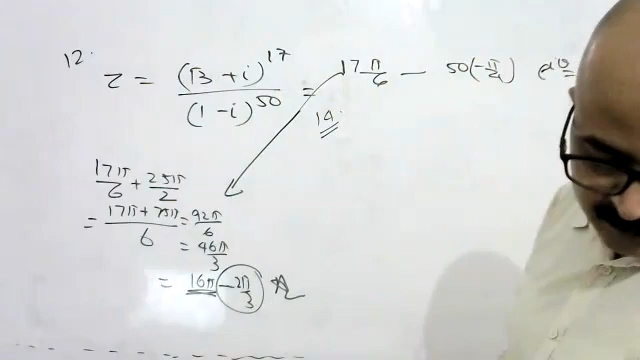 12.
z = (√3 + i)^17 / (1 - i)^50 = 17 π/6 — 50(-π/4) e^iθ
14.
17π/6 + 25π/2
= (17π + 75π)/6 = 92π/6
= 46π/3
= 16π - 2π/3